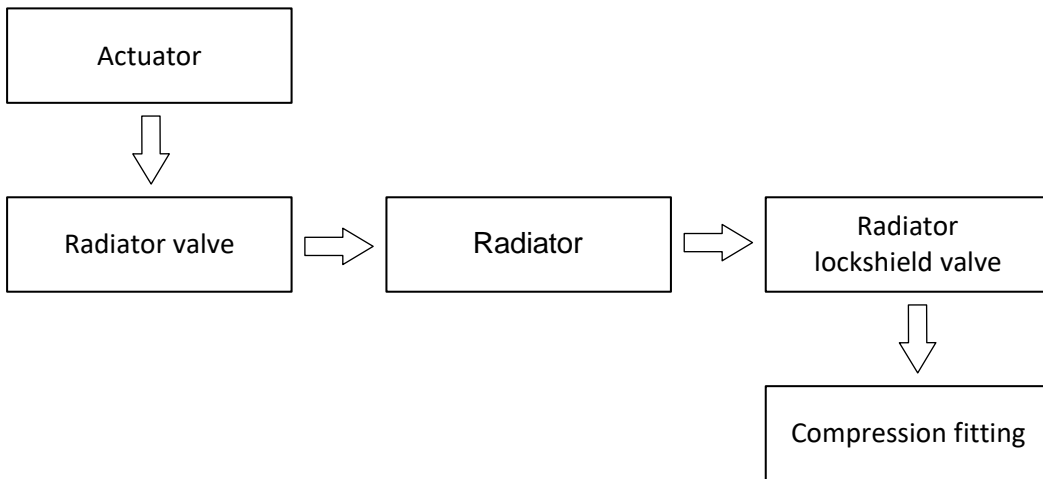 Actuator
Radiator valve
Radiator
Radiator
lockshield valve
Compression fitting